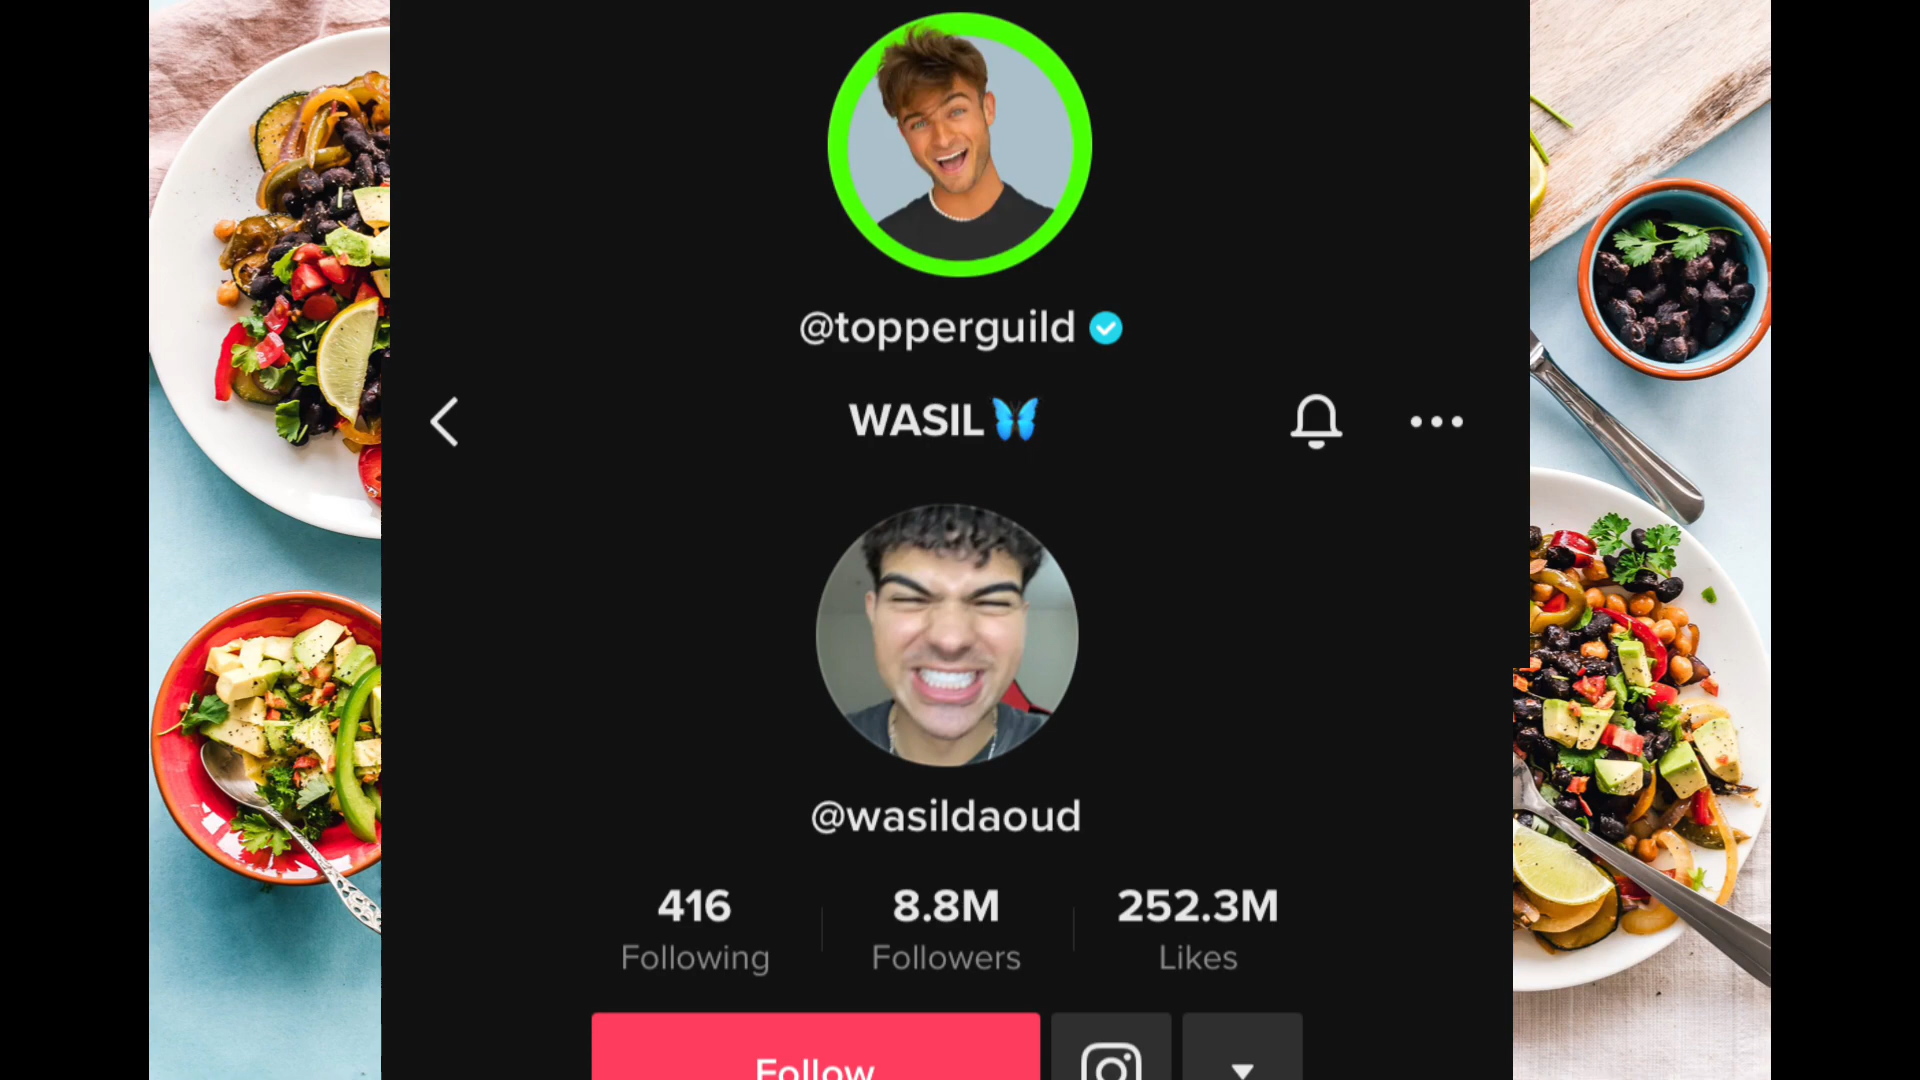 @topperguild
WASIL🦋
@wasildaoud
416 8.8M 252.3M
Following Followers Likes
Follow